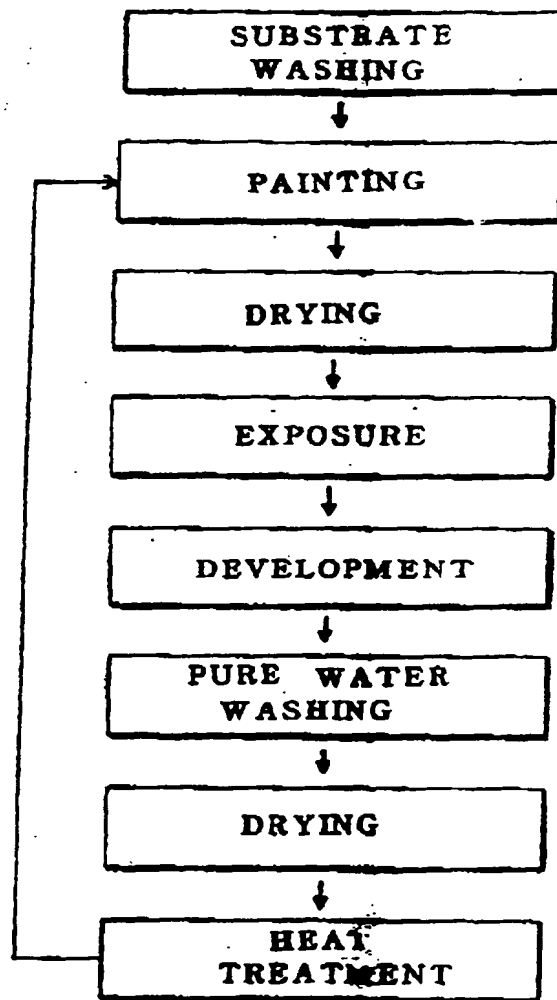 SUBSTRATE
WASHING
PAINTING
DRYING
EXPOSURE
DEVELOPMENT
PURE WATER
WASHING
DRYING
HEAT
TREATMENT